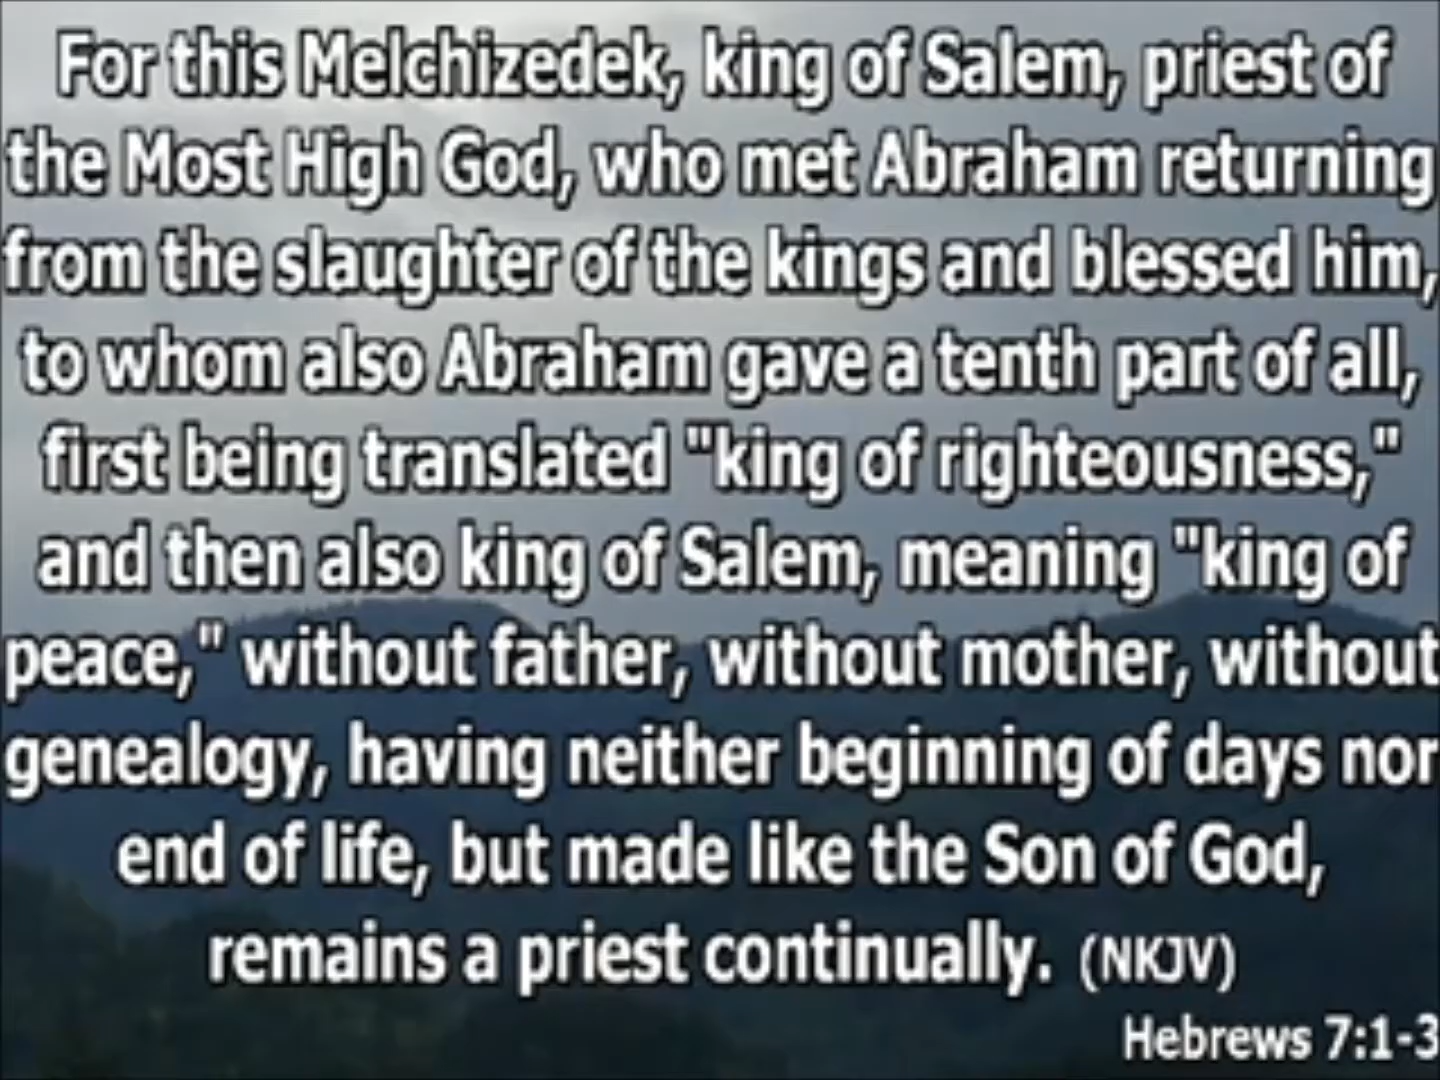 For this Melchizedek, king of Salem, priest of
the Most High God, who met Abraham returning
from the slaughter of the kings and blessed him,
to whom also Abraham gave a tenth part of all,
first being translated "king of righteousness,"
and then also king of Salem, meaning "king of
peace," without father, without mother, without
genealogy, having neither beginning of days nor
end of life, but made like the Son of God,
remains a priest continually. (NKJV)
Hebrews 7:1-3